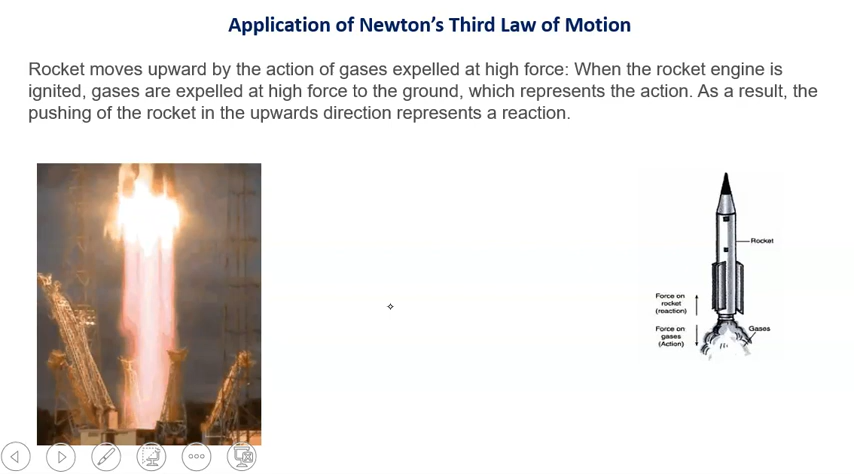 Application of Newton's Third Law of Motion
Rocket moves upward by the action of gases expelled at high force: When the rocket engine is
ignited, gases are expelled at high force to the ground, which represents the action. As a result, the
pushing of the rocket in the upwards direction represents a reaction.
Rocket
Force on
rocket
(reaction)
Force on
gases
(Action)
Gases